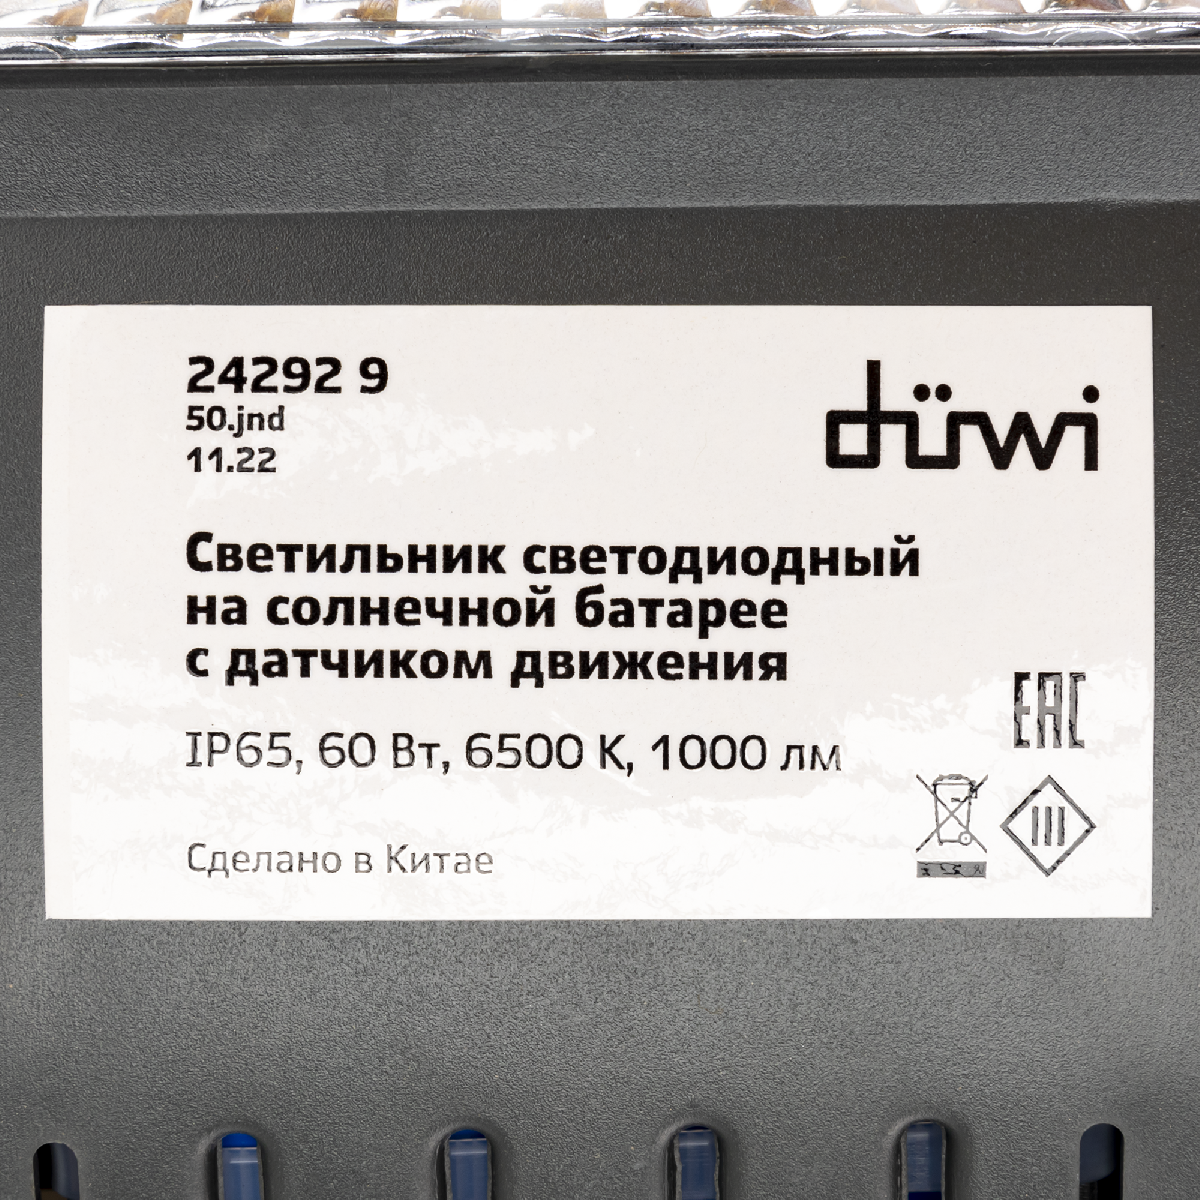 24292 9
50.jnd
11.22
düwi
Светильник светодиодный
на солнечной батарее
с датчиком движения
IP65, 60 Вт, 6500 K, 1000 лм
EAC
III
Сделано в Китае